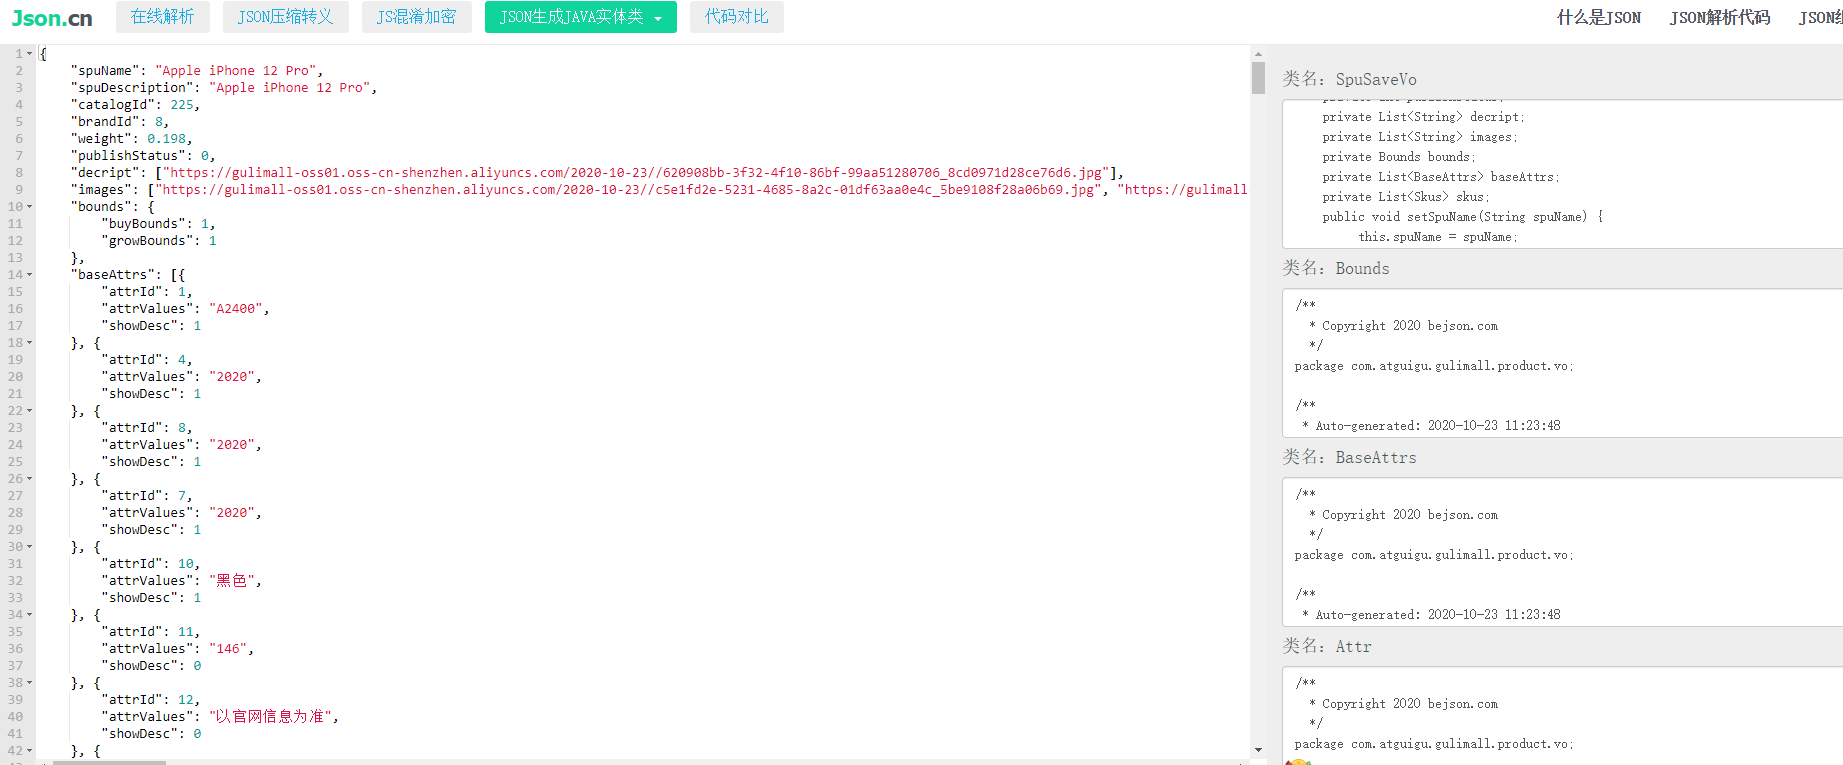 Json.cn 在线解析 JSON压缩转义 JS混淆加密 JSON生成JAVA实体类 代码对比 什么是JSON JSON解析代码
1 {
2 "spuName": "Apple iPhone 12 Pro",
3 "spuDescription": "Apple iPhone 12 Pro",
4 "catalogId": 225,
5 "brandId": 8,
6 "weight": 0.198,
7 "publishStatus": 0,
8 "decript": ["https://gulimall-oss01.oss-cn-shenzhen.aliyuncs.com/2020-10-23//620908bb-3f32-4f10-86bf-99aa51280706_8cd0971d28ce76d6.jpg"],
9 "images": ["https://gulimall-oss01.oss-cn-shenzhen.aliyuncs.com/2020-10-23//c5e1fd2e-5231-4685-8a2c-01df63aa0e4c_5be9108f28a06b69.jpg", "https://gulimall
10 "bounds": {
11 "buyBounds": 1,
12 "growBounds": 1
13 },
14 "baseAttrs": [{
15 "attrId": 1,
16 "attrValues": "A2400",
17 "showDesc": 1
18 }, {
19 "attrId": 4,
20 "attrValues": "2020",
21 "showDesc": 1
22 }, {
23 "attrId": 8,
24 "attrValues": "2020",
25 "showDesc": 1
26 }, {
27 "attrId": 7,
28 "attrValues": "2020",
29 "showDesc": 1
30 }, {
31 "attrId": 10,
32 "attrValues": "黑色",
33 "showDesc": 1
34 }, {
35 "attrId": 11,
36 "attrValues": "146",
37 "showDesc": 0
38 }, {
39 "attrId": 12,
40 "attrValues": "以官网信息为准",
41 "showDesc": 0
42 }, {
类名：SpuSaveVo
private List<String> decript;
private List<String> images;
private Bounds bounds;
private List<BaseAttrs> baseAttrs;
private List<Skus> skus;
public void setSpuName(String spuName) {
this.spuName = spuName;
类名：Bounds
/**
* Copyright 2020 bejson.com
*/
package com.atguigu.gulimall.product.vo;
/**
* Auto-generated: 2020-10-23 11:23:48
类名：BaseAttrs
/**
* Copyright 2020 bejson.com
*/
package com.atguigu.gulimall.product.vo;
/**
* Auto-generated: 2020-10-23 11:23:48
类名：Attr
/**
* Copyright 2020 bejson.com
*/
package com.atguigu.gulimall.product.vo;